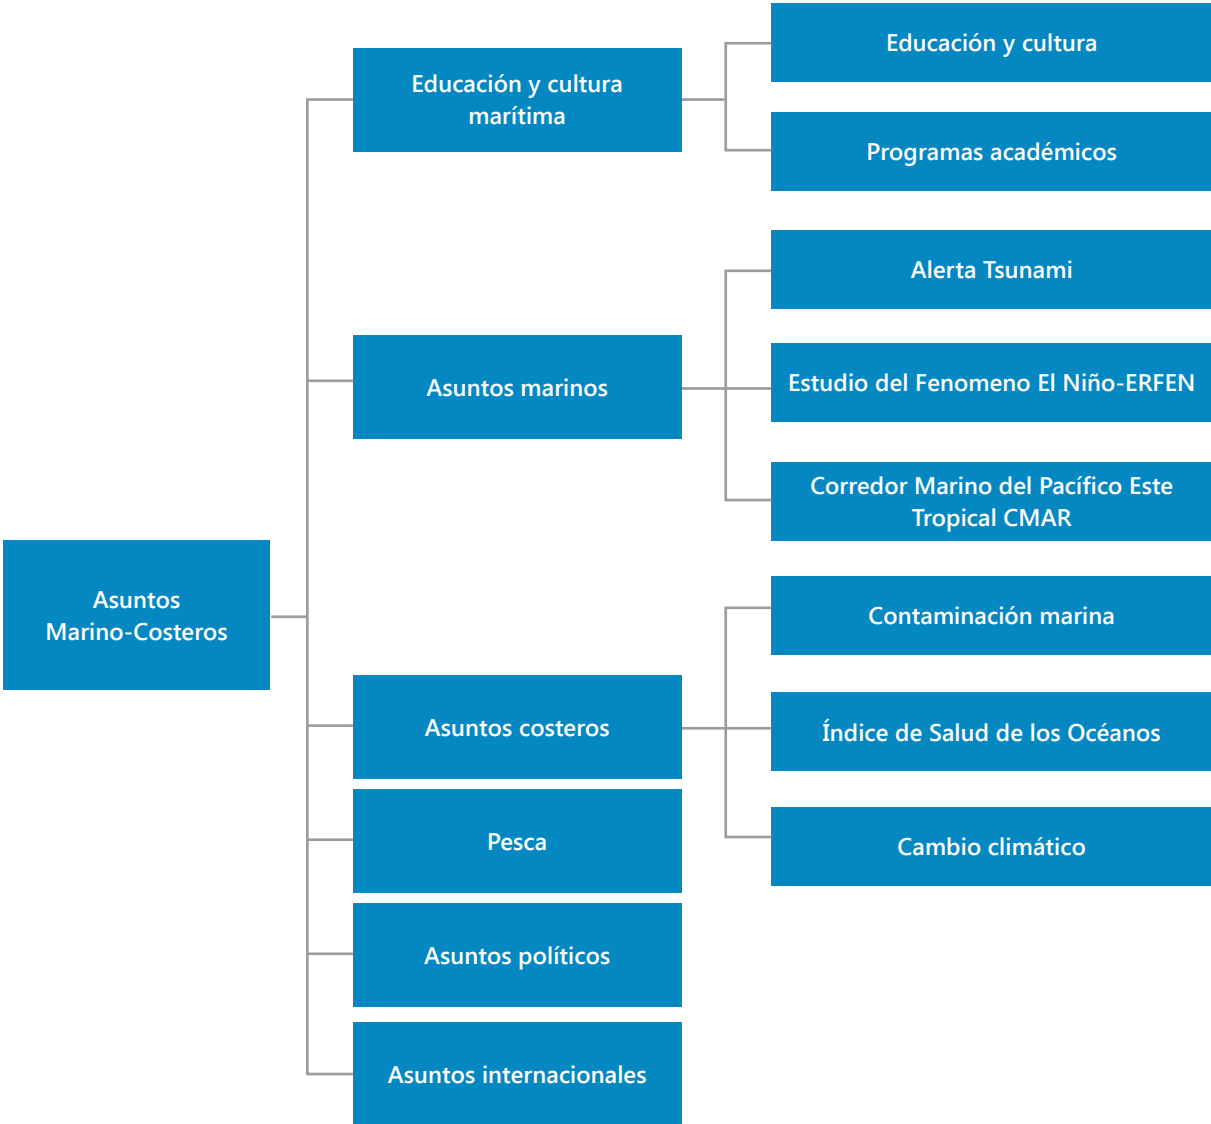 Educación y cultura
marítima
Educación y cultura
Programas académicos
Asuntos marinos
Alerta Tsunami
Estudio del Fenomeno El Niño-ERFEN
Corredor Marino del Pacífico Este
Tropical CMAR
Asuntos
Marino-Costeros
Asuntos costeros
Contaminación marina
Índice de Salud de los Océanos
Cambio climático
Pesca
Asuntos políticos
Asuntos internacionales